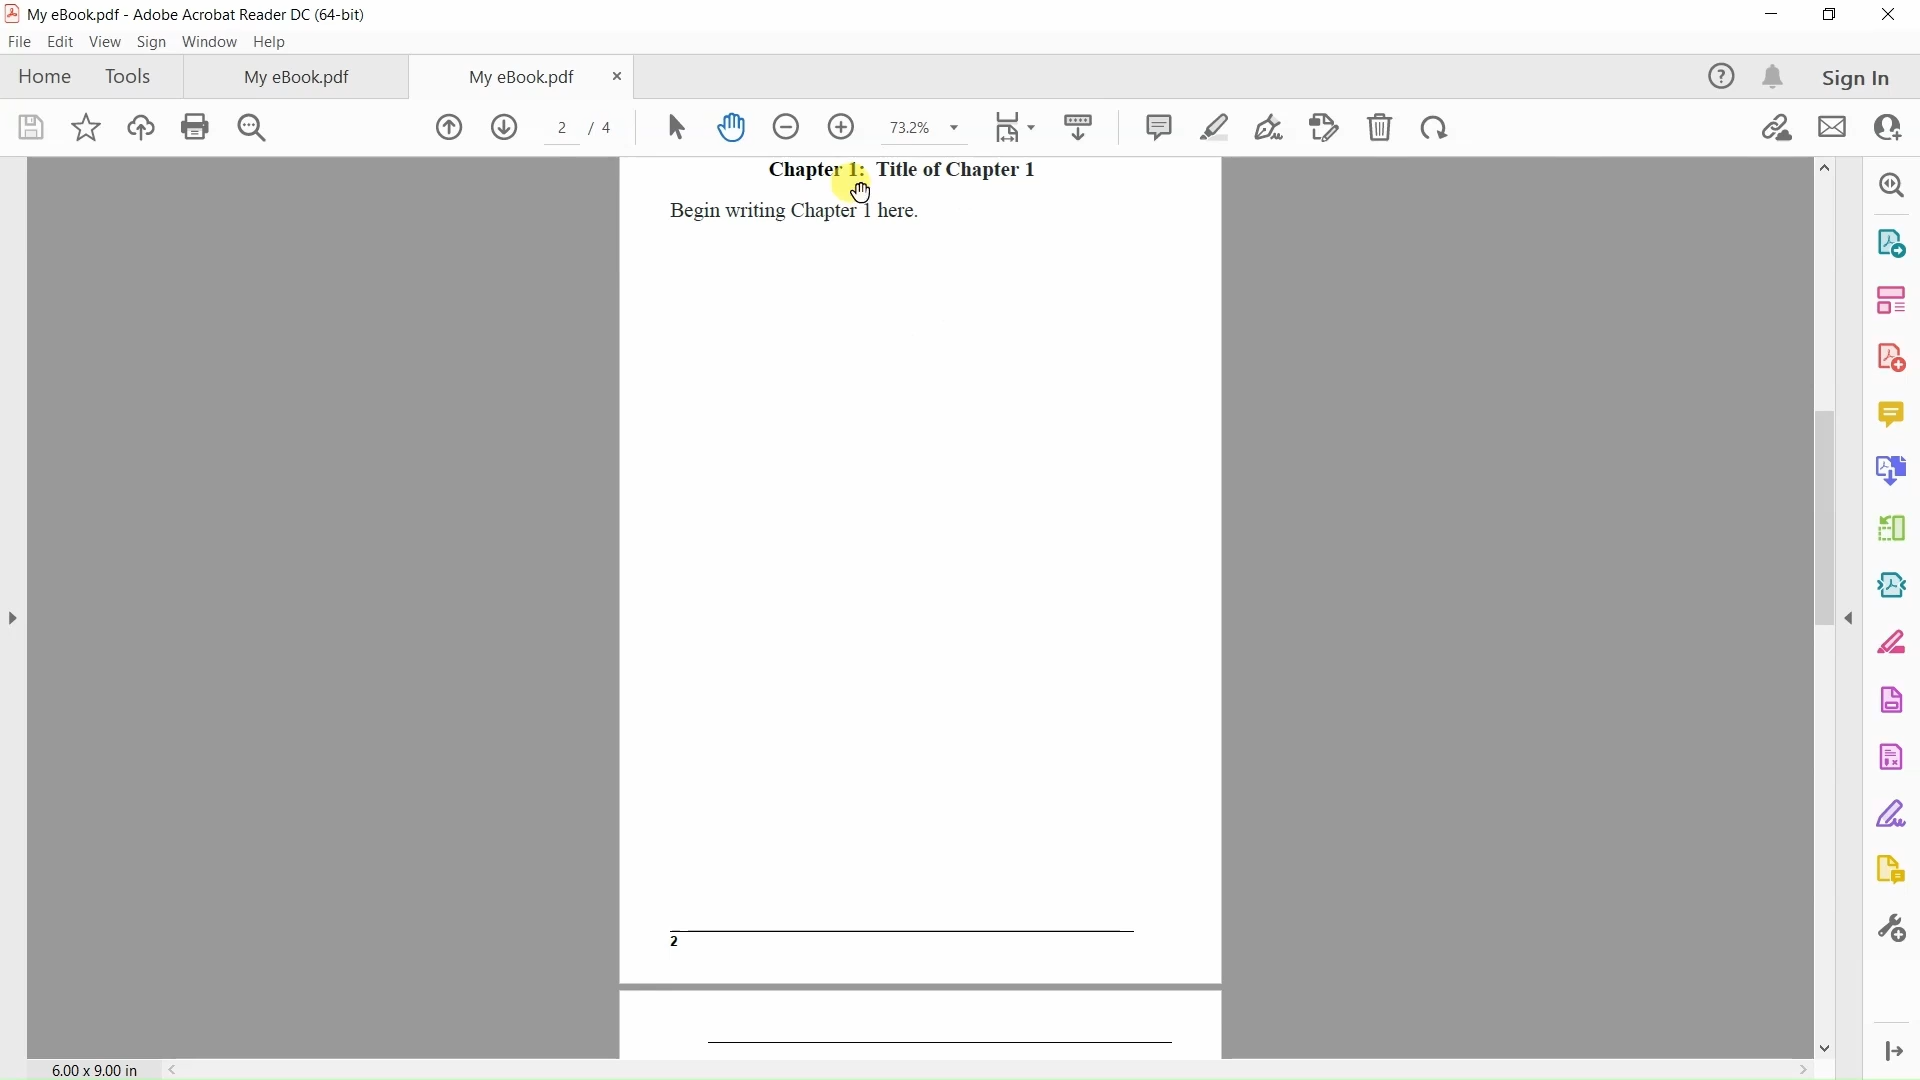 My eBook.pdf - Adobe Acrobat Reader DC (64-bit)
File Edit View Sign Window Help
Home Tools My eBook.pdf My eBook.pdf Sign In
2 / 4 73.2%
Chapter 1: Title of Chapter 1
Begin writing Chapter 1 here.
2
6.00 x 9.00 in